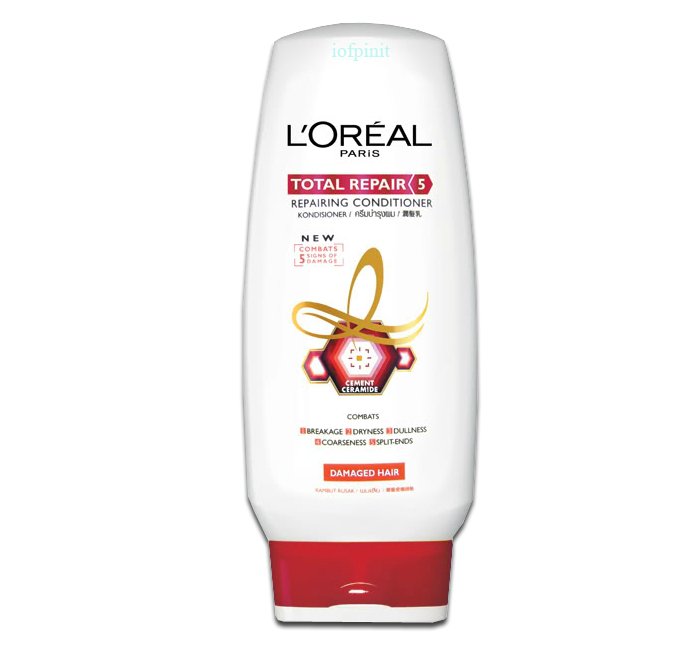 iofpinit
L'ORÉAL
PARIS
TOTAL REPAIR 5
REPAIRING CONDITIONER
KONDISIONER / ครีมนำรุงผม / 潤髮乳
NEW
COMBATS
5 SIGNS OF
DAMAGE
CEMENT
CERAMIDE
COMBATS
1 BREAKAGE 2 DRYNESS 3 DULLNESS
4 COARSENESS 5 SPLIT-ENDS
DAMAGED HAIR
RAMBUT ROSAK /